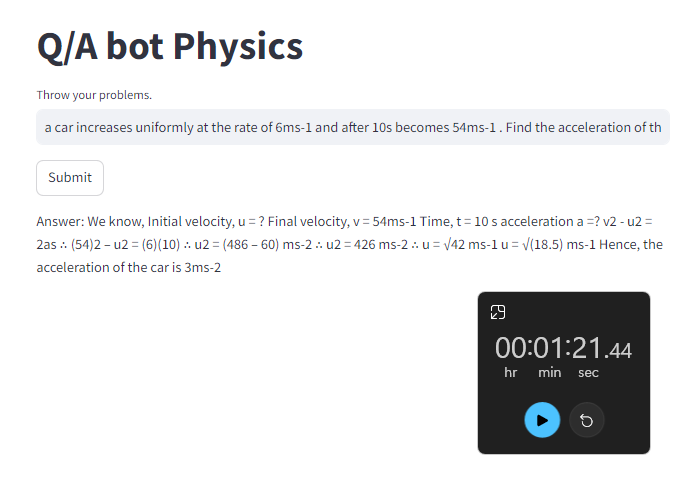 Q/A bot Physics
Throw your problems.
a car increases uniformly at the rate of 6ms-1 and after 10s becomes 54ms-1 . Find the acceleration of th
Submit
Answer: We know, Initial velocity, u = ? Final velocity, v = 54ms-1 Time, t = 10 s acceleration a =? v2 - u2 =
2as ∴ (54)2 – u2 = (6)(10) ∴ u2 = (486 – 60) ms-2 ∴ u2 = 426 ms-2 ∴ u = √42 ms-1 u = √(18.5) ms-1 Hence, the
acceleration of the car is 3ms-2
00:01:21.44
hr min sec